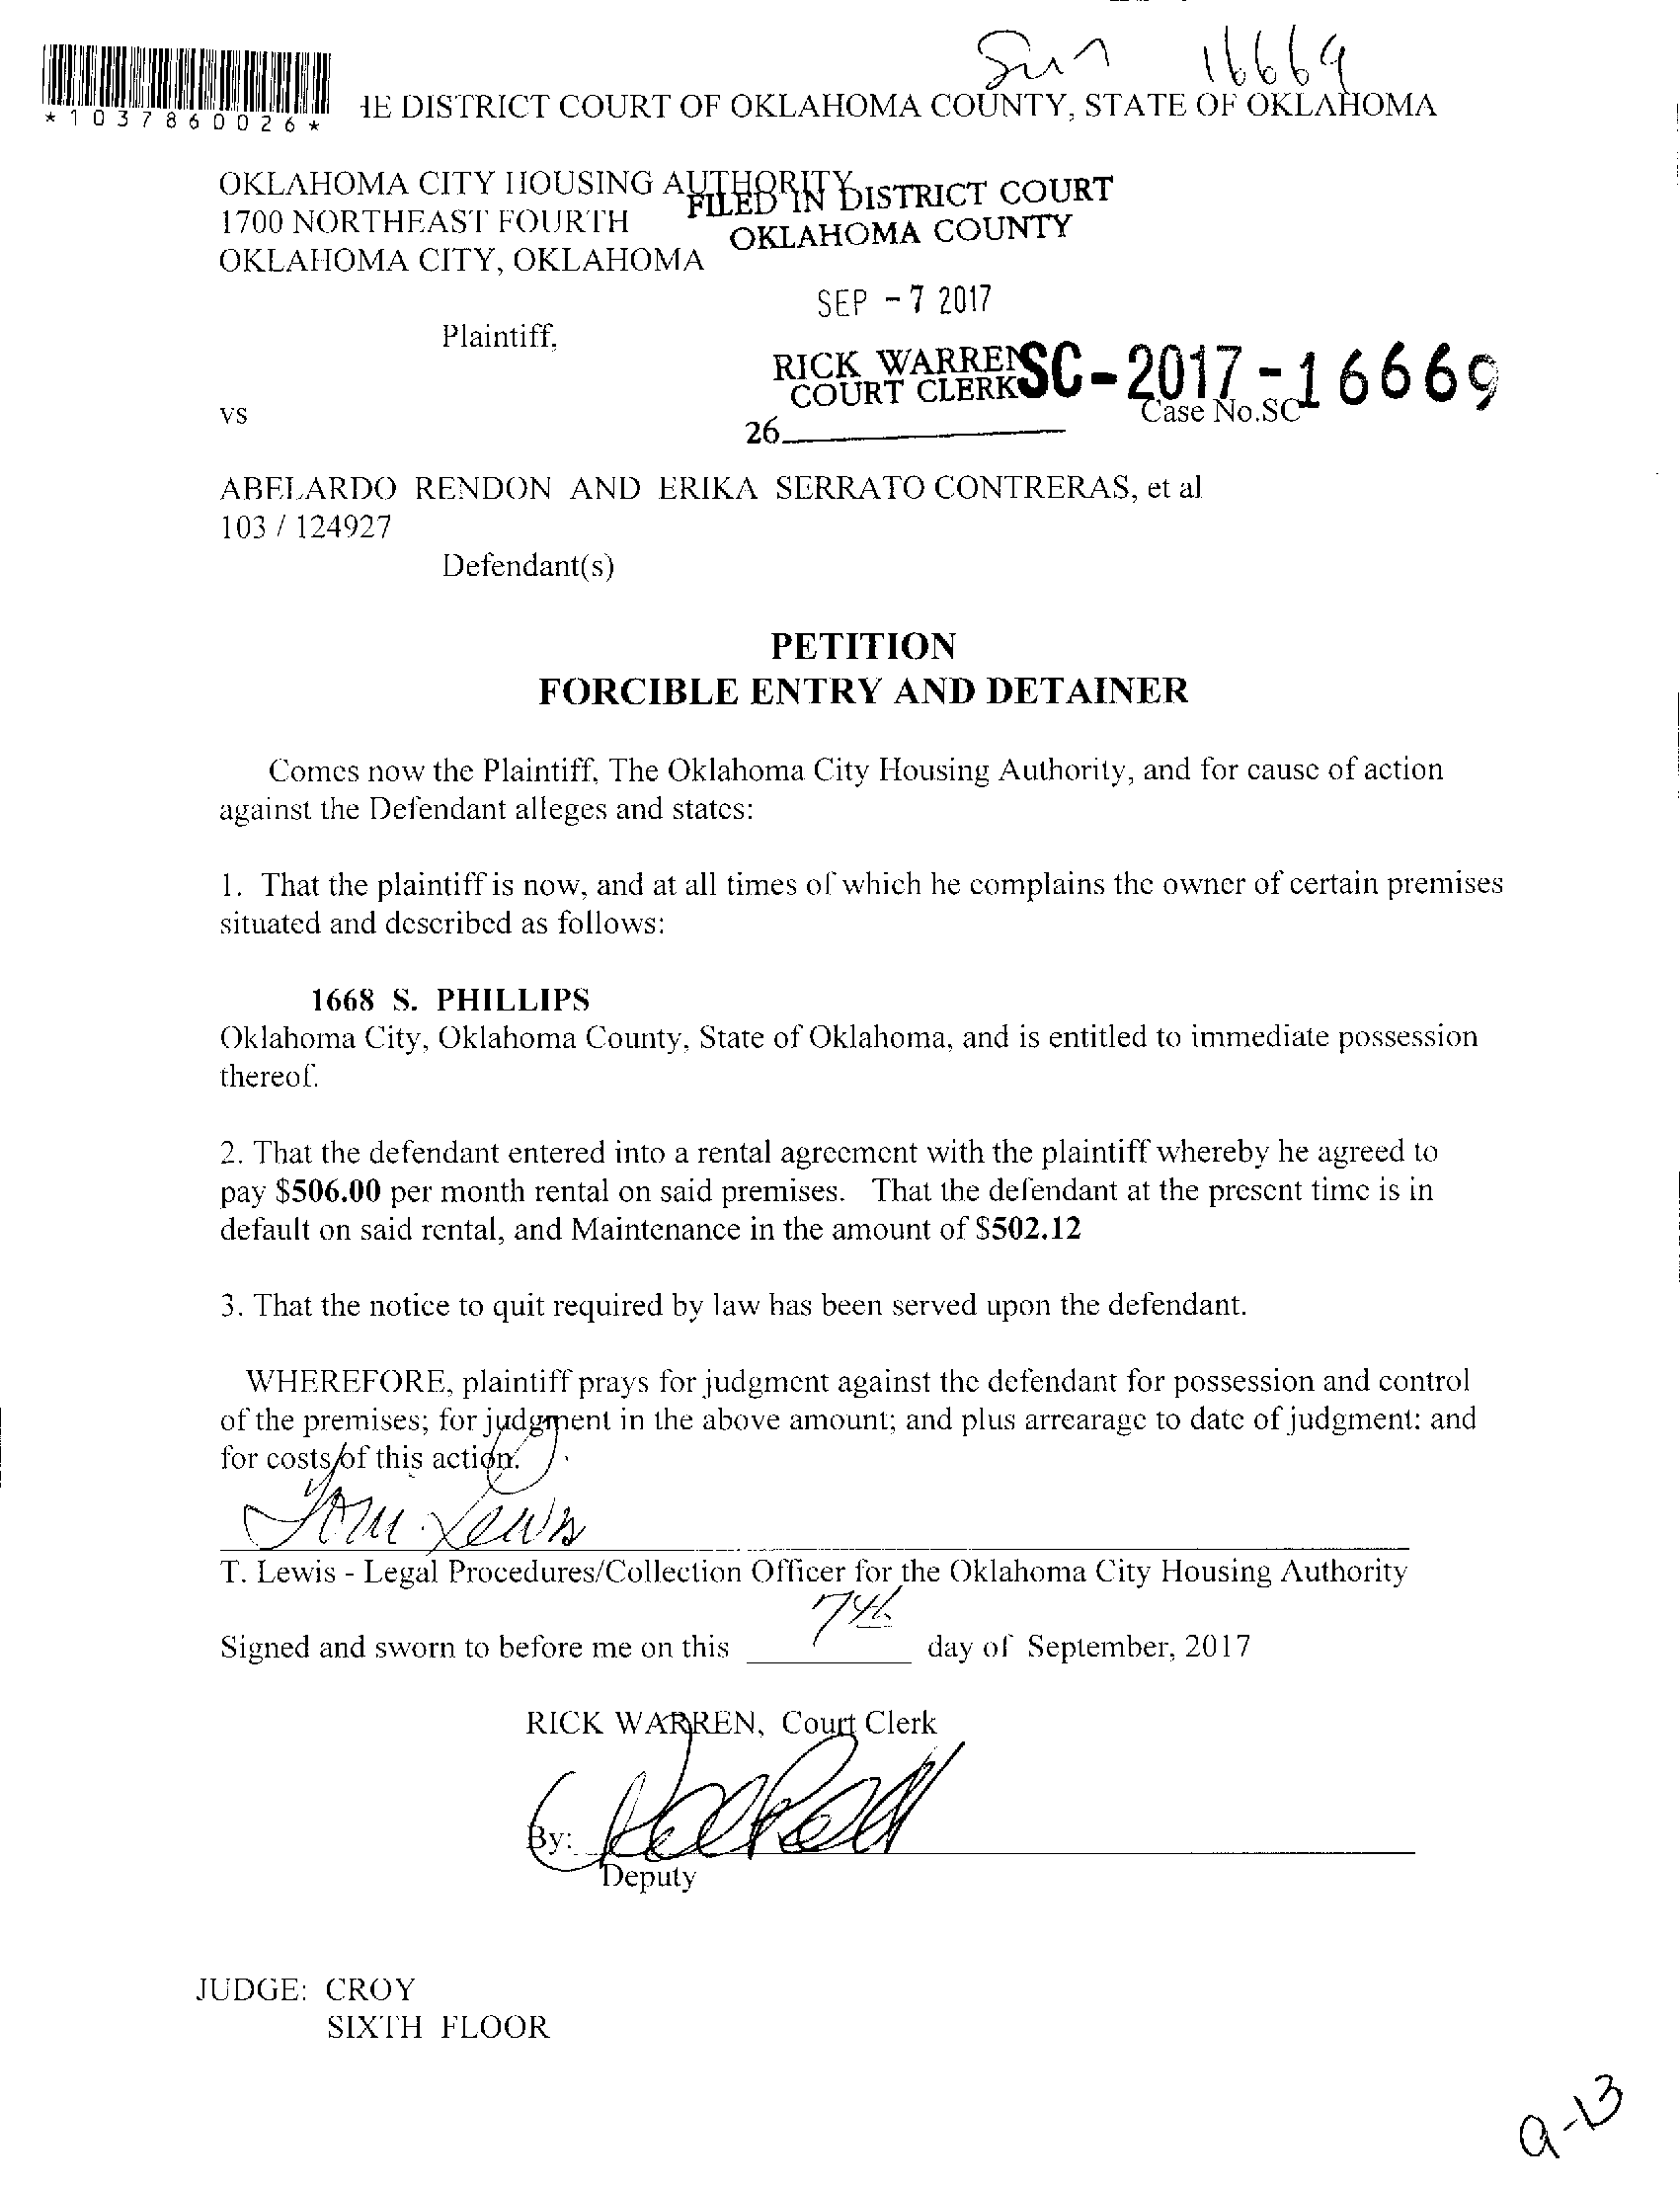 16669
*1037860026*
HE DISTRICT COURT OF OKLAHOMA COUNTY, STATE OF OKLAHOMA
OKLAHOMA CITY HOUSING AUTHORITY
FILED IN DISTRICT COURT
1700 NORTHEAST FOURTH
OKLAHOMA COUNTY
OKLAHOMA CITY, OKLAHOMA
SEP - 7 2017
Plaintiff,
RICK WARREN
COURT CLERK
SC - 2017 - 16669
Case No.SC
vs
26
ABELARDO RENDON AND ERIKA SERRATO CONTRERAS, et al
103 / 124927
Defendant(s)
PETITION
FORCIBLE ENTRY AND DETAINER
Comes now the Plaintiff, The Oklahoma City Housing Authority, and for cause of action
against the Defendant alleges and states:
1. That the plaintiff is now, and at all times of which he complains the owner of certain premises
situated and described as follows:
1668 S. PHILLIPS
Oklahoma City, Oklahoma County, State of Oklahoma, and is entitled to immediate possession
thereof.
2. That the defendant entered into a rental agreement with the plaintiff whereby he agreed to
pay $506.00 per month rental on said premises. That the defendant at the present time is in
default on said rental, and Maintenance in the amount of $502.12
3. That the notice to quit required by law has been served upon the defendant.
WHEREFORE, plaintiff prays for judgment against the defendant for possession and control
of the premises; for judgment in the above amount; and plus arrearage to date of judgment: and
for costs of this action.
T. Lewis - Legal Procedures/Collection Officer for the Oklahoma City Housing Authority
Signed and sworn to before me on this 7th day of September, 2017
RICK WARREN, Court Clerk
By:
Deputy
JUDGE: CROY
SIXTH FLOOR
9-13